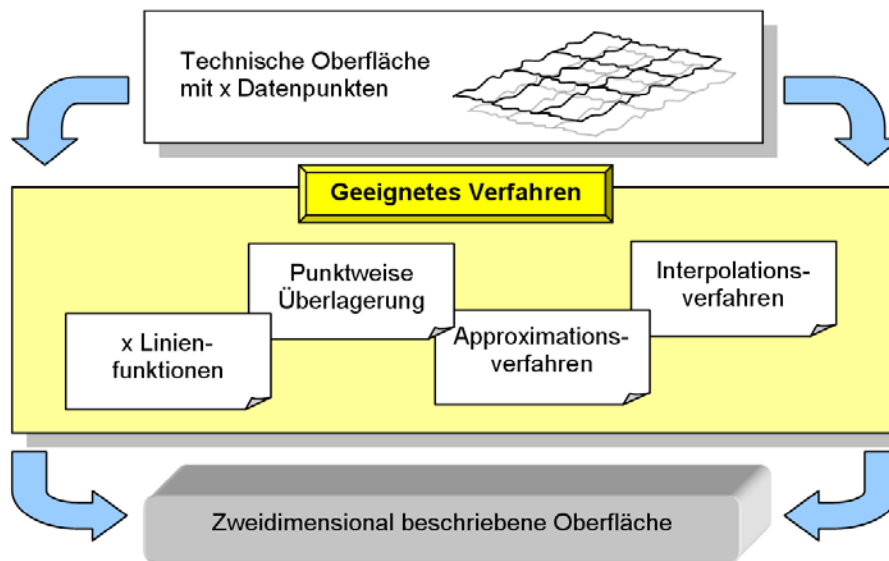 Technische Oberfläche
mit x Datenpunkten
Geeignetes Verfahren
Punktweise
Überlagerung
Interpolations-
verfahren
x Linien-
funktionen
Approximations-
verfahren
Zweidimensional beschriebene Oberfläche